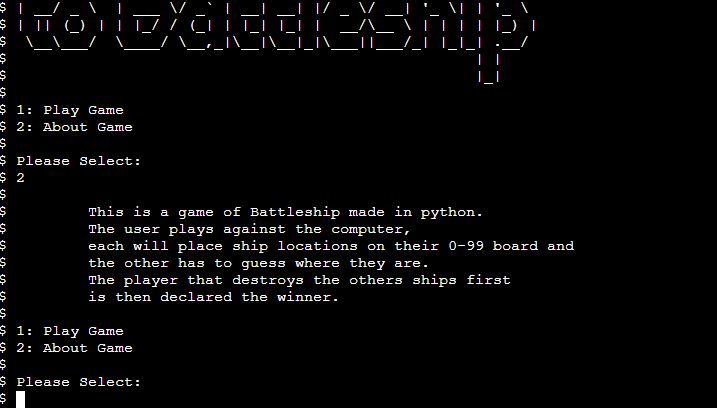 to Battleship
$
$ 1: Play Game
$ 2: About Game
$
$ Please Select:
$ 2
$
$ This is a game of Battleship made in python.
$ The user plays against the computer,
$ each will place ship locations on their 0-99 board and
$ the other has to guess where they are.
$ The player that destroys the others ships first
$ is then declared the winner.
$
$ 1: Play Game
$ 2: About Game
$
$ Please Select:
$